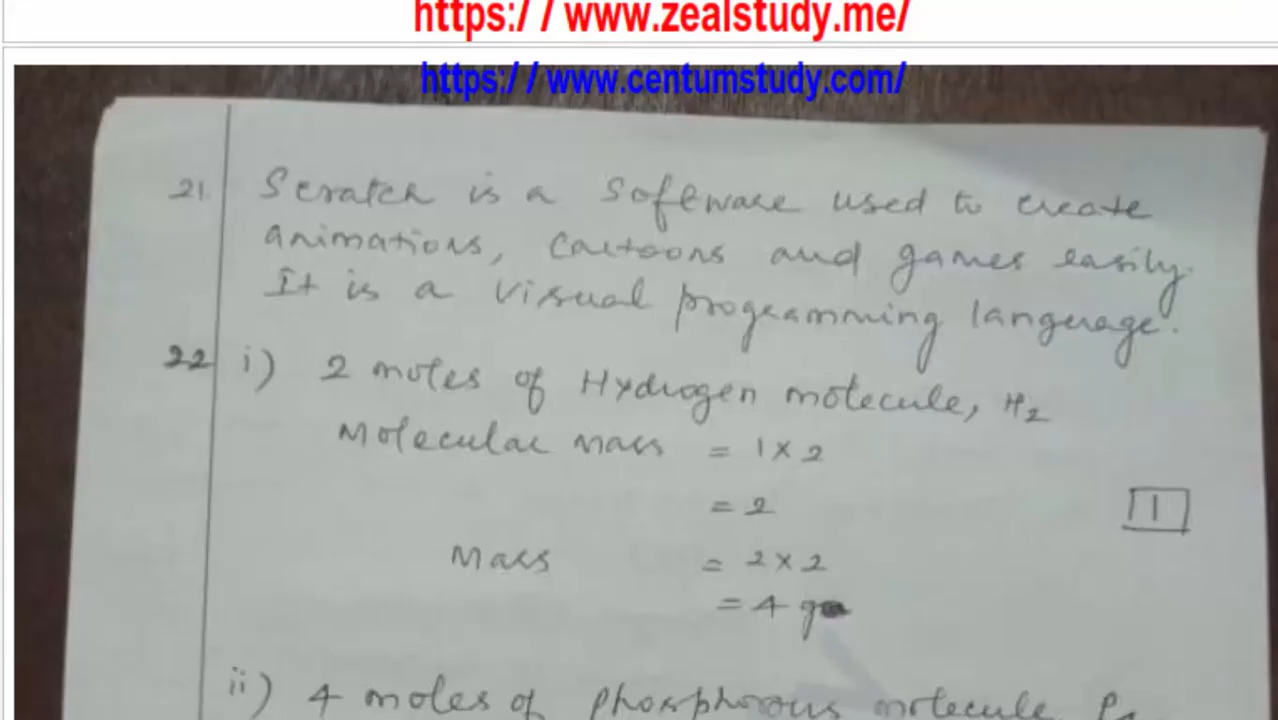 https://www.zealstudy.me/
https://www.centumstudy.com/
21. Scratch is a software used to create
animations, cartoons and games easily.
It is a visual programming language.
22 i) 2 moles of Hydrogen molecule, H2
Molecular mass = 1 × 2
= 2
1
Mass = 2 × 2
= 4 g
ii) 4 moles of phosphorous molecule